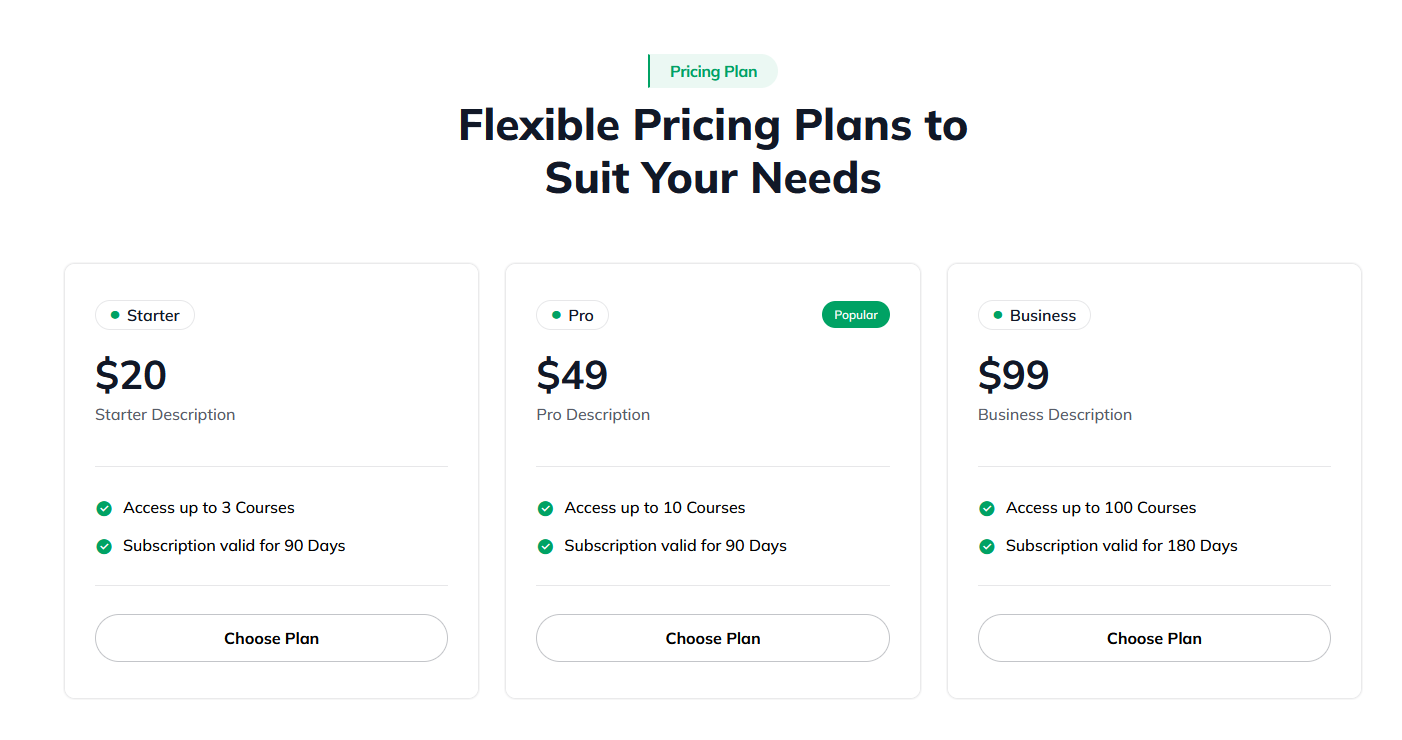 Pricing Plan
Flexible Pricing Plans to
Suit Your Needs
Starter
$20
Starter Description
Access up to 3 Courses
Subscription valid for 90 Days
Choose Plan
Pro
Popular
$49
Pro Description
Access up to 10 Courses
Subscription valid for 90 Days
Choose Plan
Business
$99
Business Description
Access up to 100 Courses
Subscription valid for 180 Days
Choose Plan